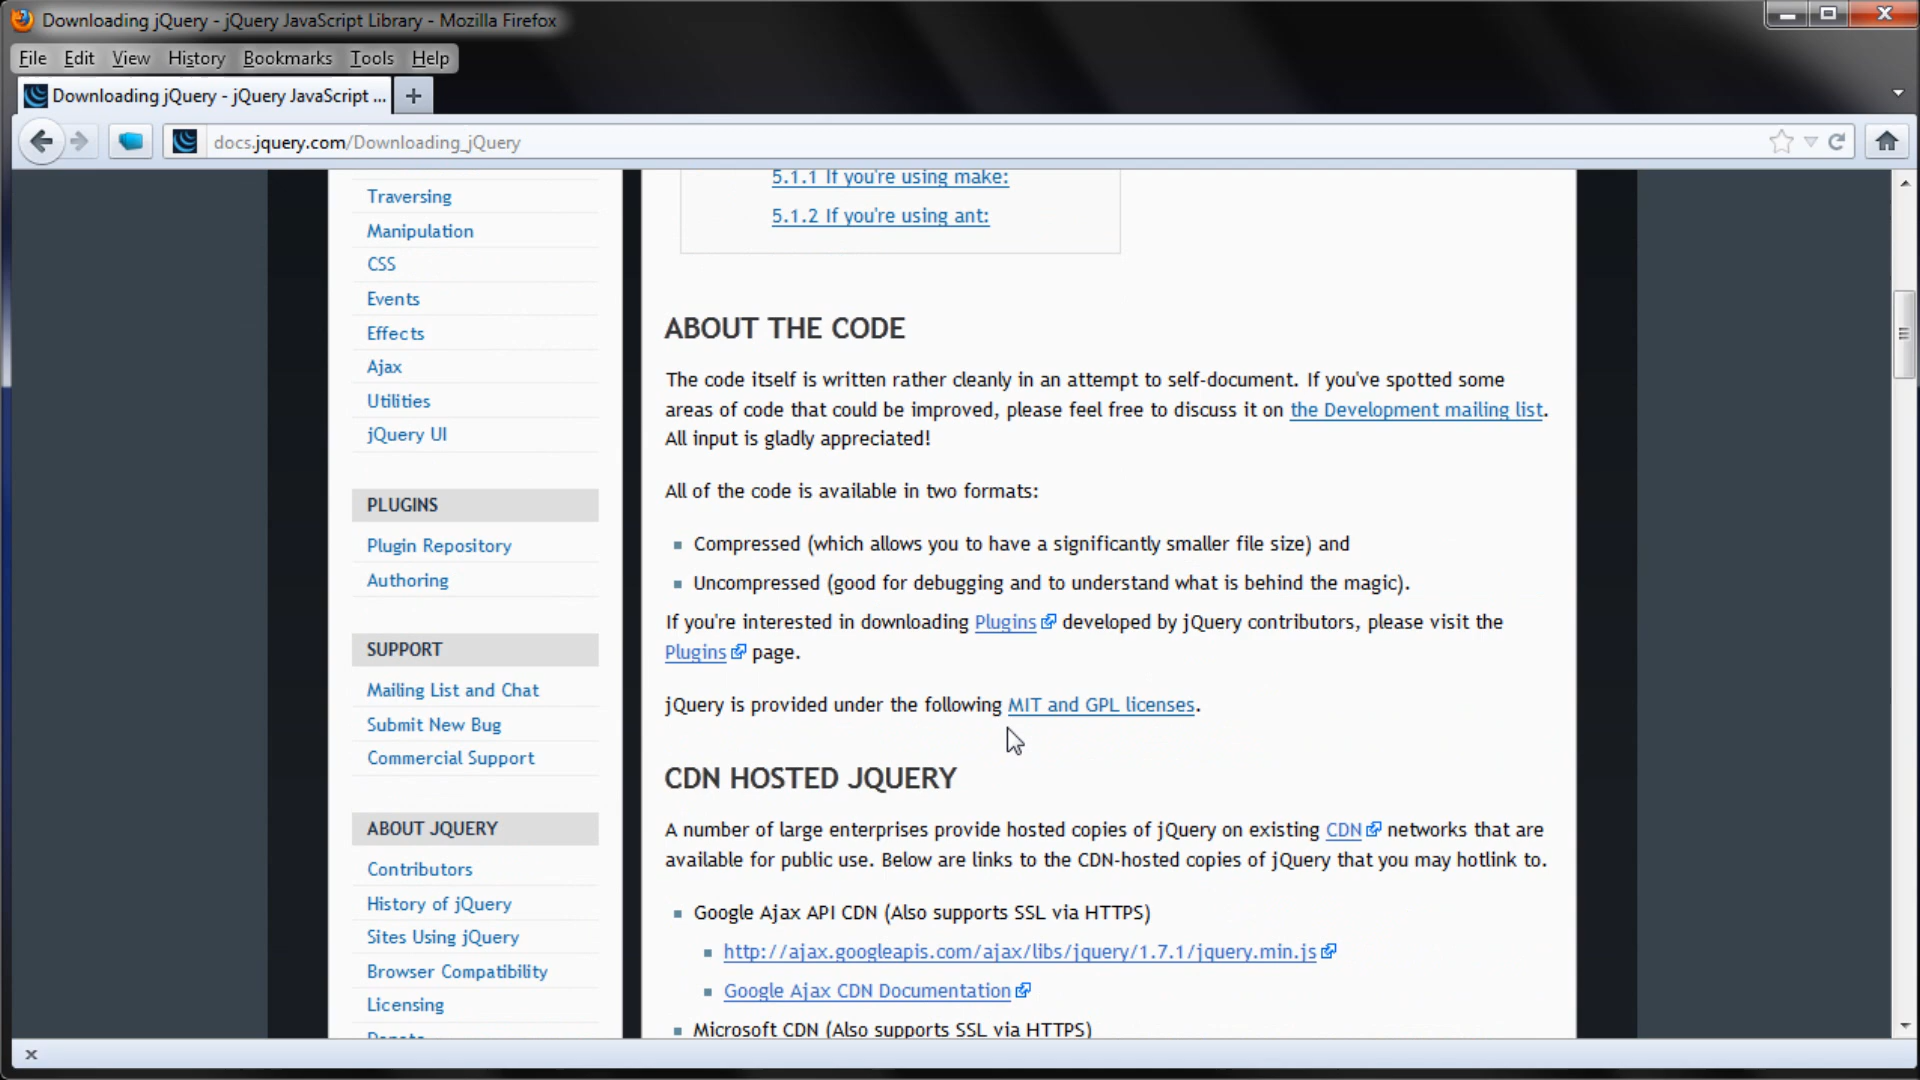 Downloading jQuery - jQuery JavaScript Library - Mozilla Firefox
File Edit View History Bookmarks Tools Help
Downloading jQuery - jQuery JavaScript ...
docs.jquery.com/Downloading_jQuery
Traversing
Manipulation
CSS
Events
Effects
Ajax
Utilities
jQuery UI
PLUGINS
Plugin Repository
Authoring
SUPPORT
Mailing List and Chat
Submit New Bug
Commercial Support
ABOUT JQUERY
Contributors
History of jQuery
Sites Using jQuery
Browser Compatibility
Licensing
5.1.1 If you're using make:
5.1.2 If you're using ant:
ABOUT THE CODE
The code itself is written rather cleanly in an attempt to self-document. If you've spotted some
areas of code that could be improved, please feel free to discuss it on the Development mailing list.
All input is gladly appreciated!
All of the code is available in two formats:
Compressed (which allows you to have a significantly smaller file size) and
Uncompressed (good for debugging and to understand what is behind the magic).
If you're interested in downloading Plugins developed by jQuery contributors, please visit the
Plugins page.
jQuery is provided under the following MIT and GPL licenses.
CDN HOSTED JQUERY
A number of large enterprises provide hosted copies of jQuery on existing CDN networks that are
available for public use. Below are links to the CDN-hosted copies of jQuery that you may hotlink to.
Google Ajax API CDN (Also supports SSL via HTTPS)
http://ajax.googleapis.com/ajax/libs/jquery/1.7.1/jquery.min.js
Google Ajax CDN Documentation
Microsoft CDN (Also supports SSL via HTTPS)